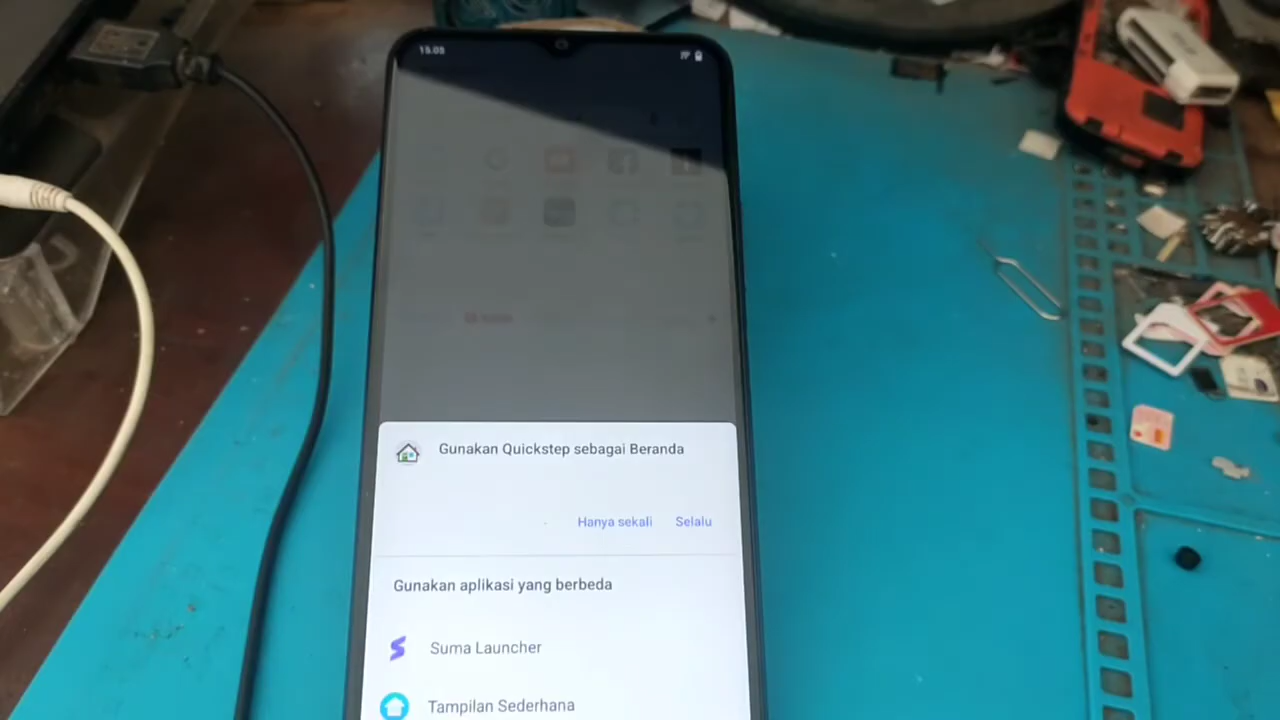 15.05
Gunakan Quickstep sebagai Beranda
Hanya sekali Selalu
Gunakan aplikasi yang berbeda
Suma Launcher
Tampilan Sederhana